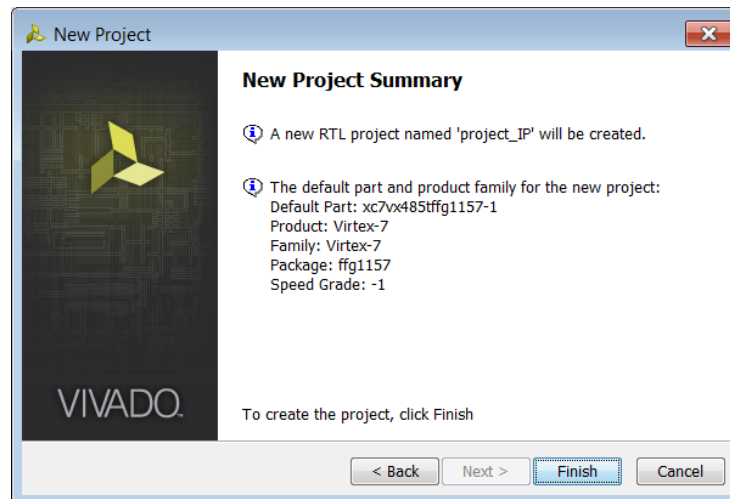 New Project
New Project Summary
A new RTL project named 'project_IP' will be created.
The default part and product family for the new project:
Default Part: xc7vx485tffg1157-1
Product: Virtex-7
Family: Virtex-7
Package: ffg1157
Speed Grade: -1
VIVADO™
To create the project, click Finish
< Back Next > Finish Cancel